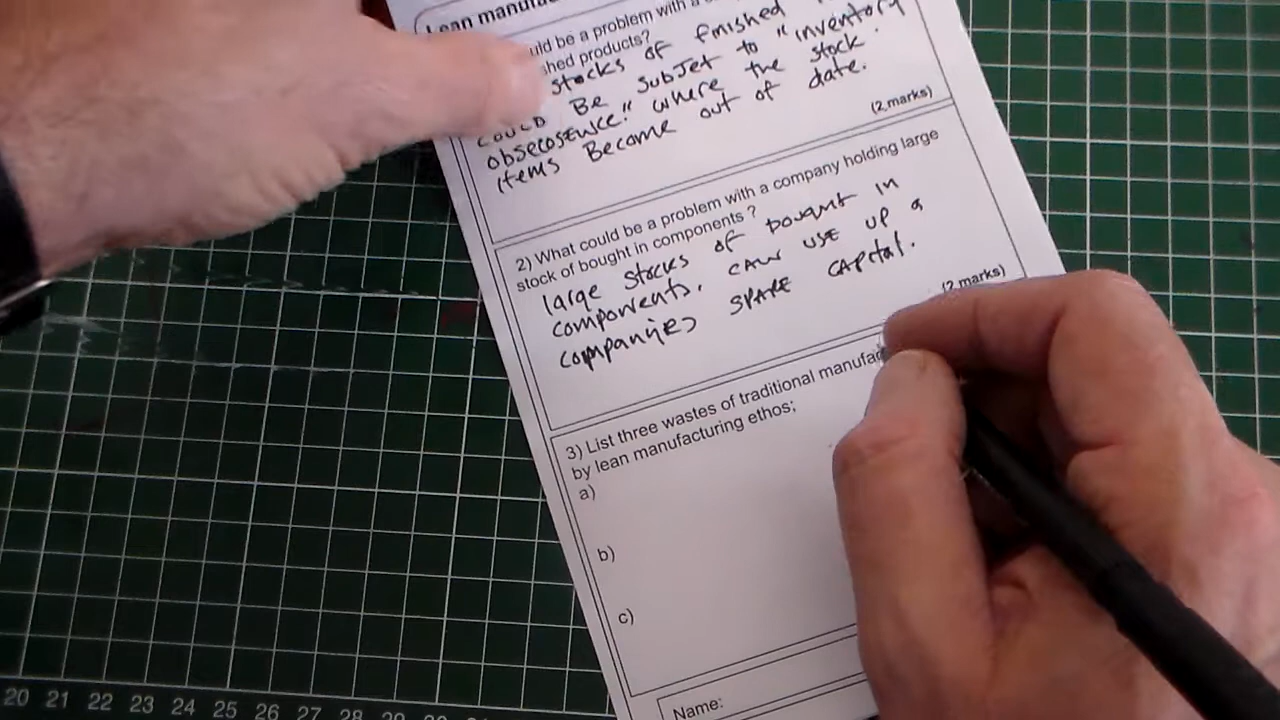 Lean manufa
uld be a problem with a
shed products?
stocks of finished
could Be subJet to "inventory
obsecosence." where the stock.
items Become out of date.
(2 marks)
2) What could be a problem with a company holding large
stock of bought in components ?
large stocks of bought in
components. can use up a
companies spare capital.
(2 marks)
3) List three wastes of traditional manufac
by lean manufacturing ethos;
a)
b)
c)
Name:
20 21 22 23 24 25 26 27 28